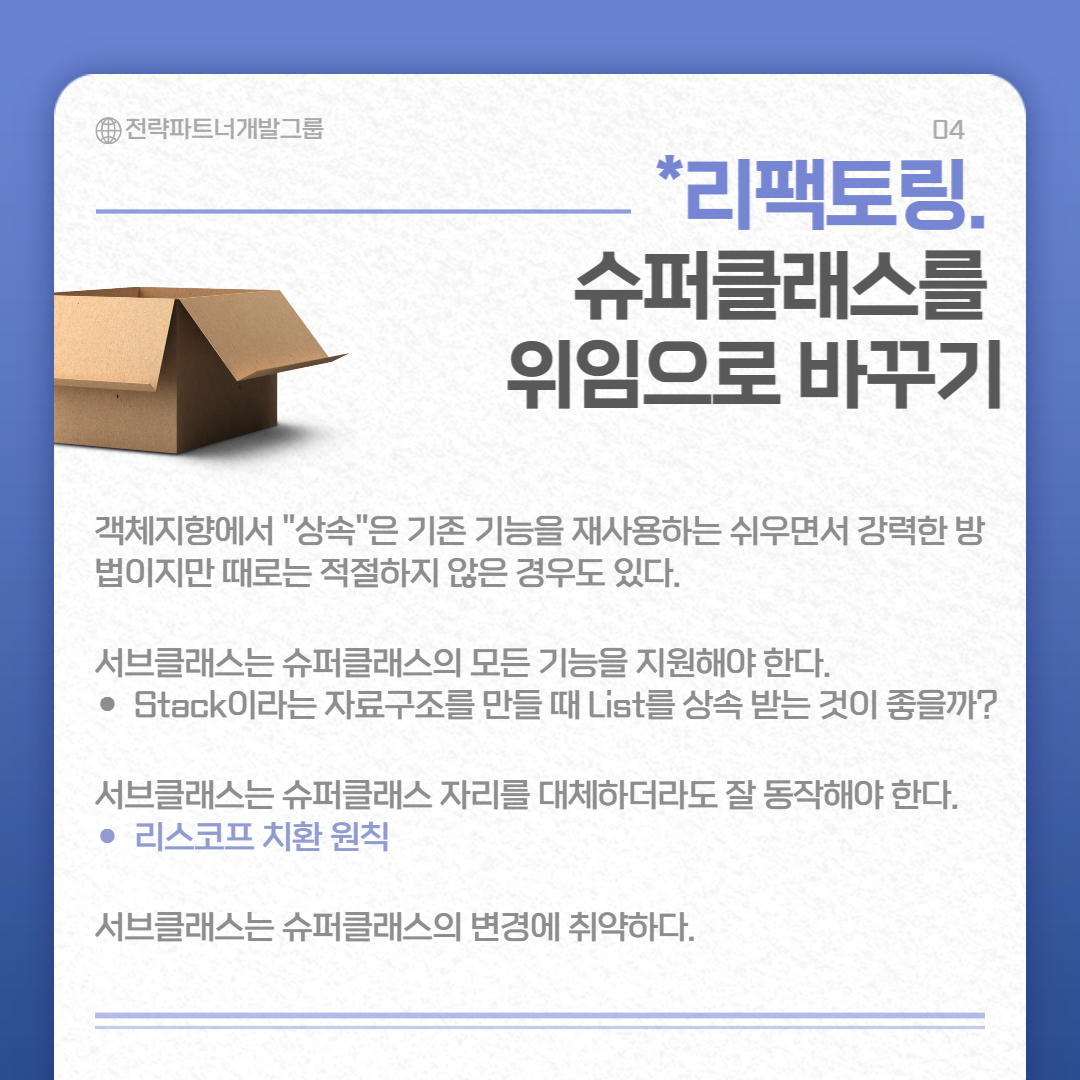 전략파트너개발그룹
04
*리팩토링.
슈퍼클래스를
위임으로 바꾸기
객체지향에서 "상속"은 기존 기능을 재사용하는 쉬우면서 강력한 방
법이지만 때로는 적절하지 않은 경우도 있다.
서브클래스는 슈퍼클래스의 모든 기능을 지원해야 한다.
• Stack이라는 자료구조를 만들 때 List를 상속 받는 것이 좋을까?
서브클래스는 슈퍼클래스 자리를 대체하더라도 잘 동작해야 한다.
• 리스코프 치환 원칙
서브클래스는 슈퍼클래스의 변경에 취약하다.